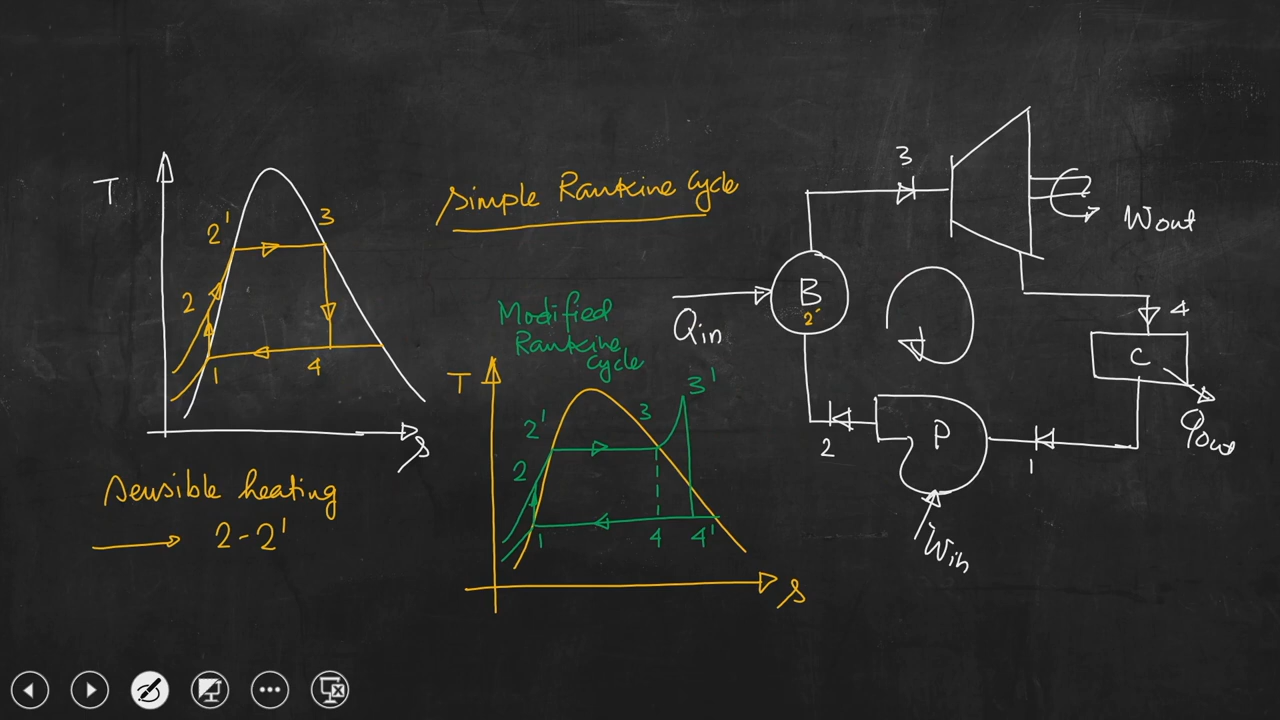 T
2'
3
2
1
4
s
Sensible heating
2-2'
Simple Rankine Cycle
Modified
Rankine
Cycle
T
3'
3
2'
2
1
4
4'
s
3
Wout
B
2'
Qin
4
C
Qout
P
2
1
Win